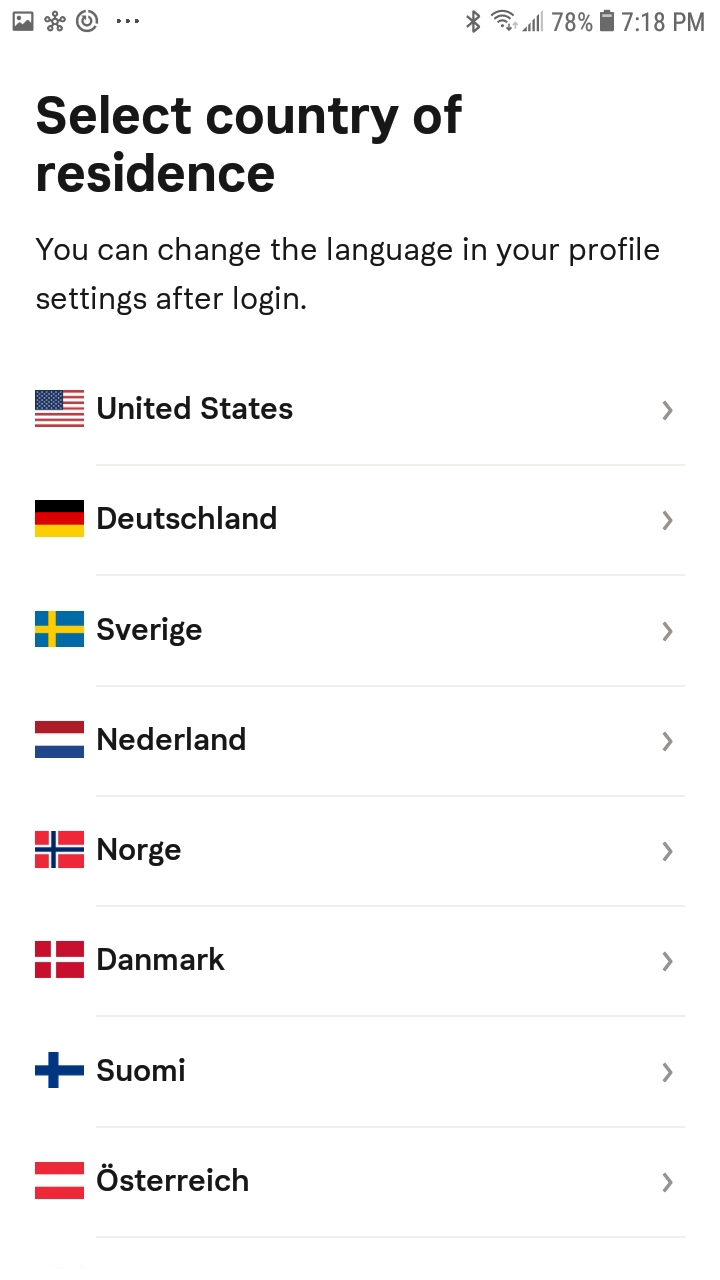 78% 7:18 PM
Select country of
residence
You can change the language in your profile
settings after login.
United States
Deutschland
Sverige
Nederland
Norge
Danmark
Suomi
Österreich